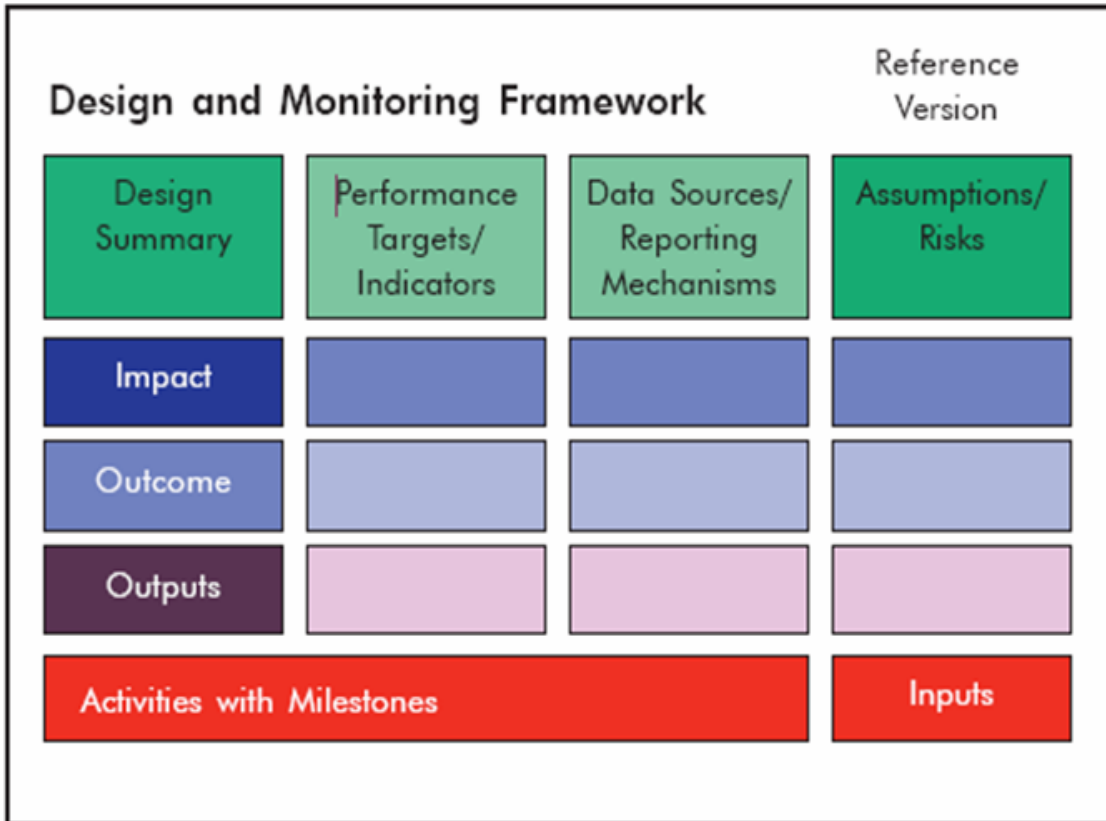 Reference
Version
Design and Monitoring Framework
Design
Summary
Performance
Targets/
Indicators
Data Sources/
Reporting
Mechanisms
Assumptions/
Risks
Impact
Outcome
Outputs
Activities with Milestones
Inputs